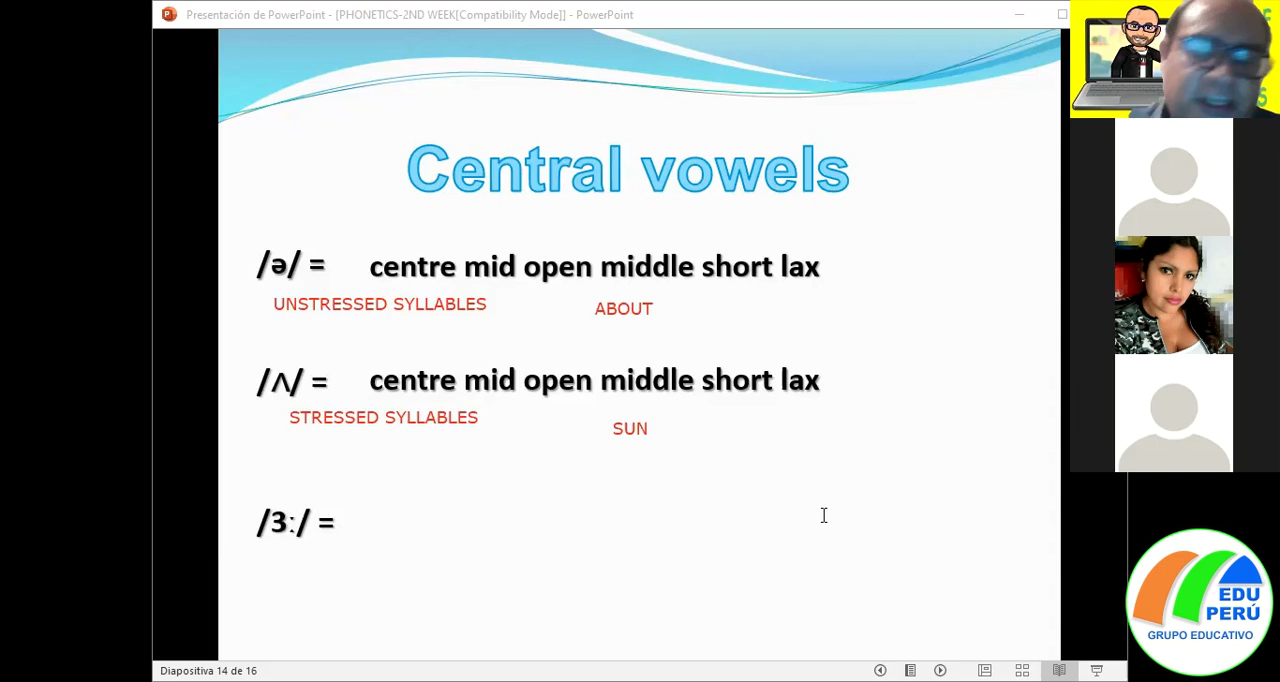 Presentación de PowerPoint - [PHONETICS-2ND WEEK[Compatibility Mode]] - PowerPoint
Central vowels
/ə/ = centre mid open middle short lax
UNSTRESSED SYLLABLES ABOUT
/ʌ/ = centre mid open middle short lax
STRESSED SYLLABLES SUN
/3ː/ =
EDU
PERÚ
GRUPO EDUCATIVO
Diapositiva 14 de 16